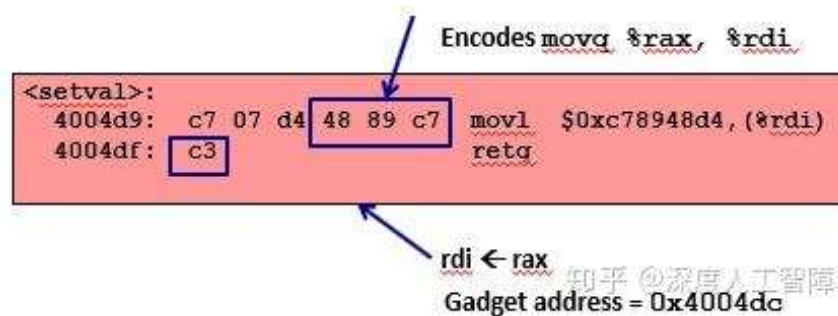 Encodes movq %rax, %rdi
<setval>:
4004d9: c7 07 d4 48 89 c7 movl $0xc78948d4,(%rdi)
4004df: c3 retq
rdi ← rax
知乎 @深度人工智障
Gadget address = 0x4004dc